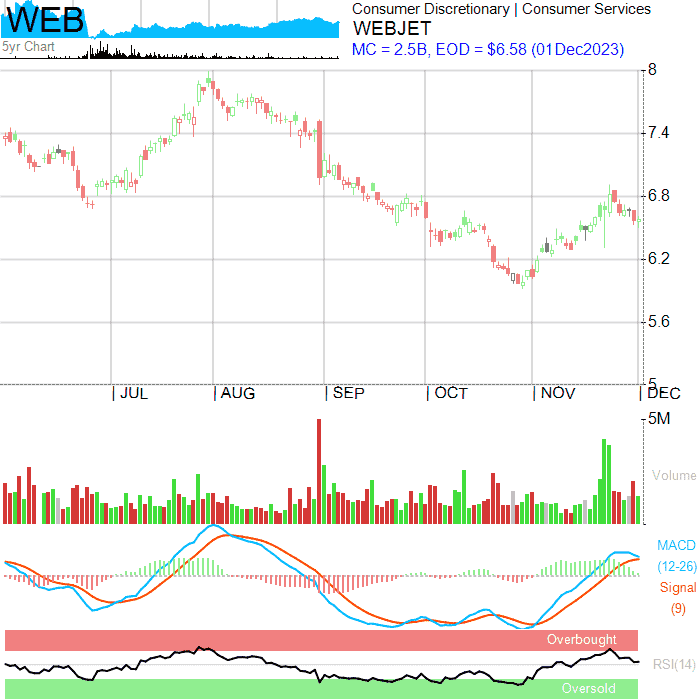 WEB
5yr Chart
Consumer Discretionary | Consumer Services
WEBJET
MC = 2.5B, EOD = $6.58 (01Dec2023)
8
7.4
6.8
6.2
5.6
5
JUL
AUG
SEP
OCT
NOV
DEC
5M
Volume
MACD
(12-26)
Signal
(9)
Overbought
RSI(14)
Oversold